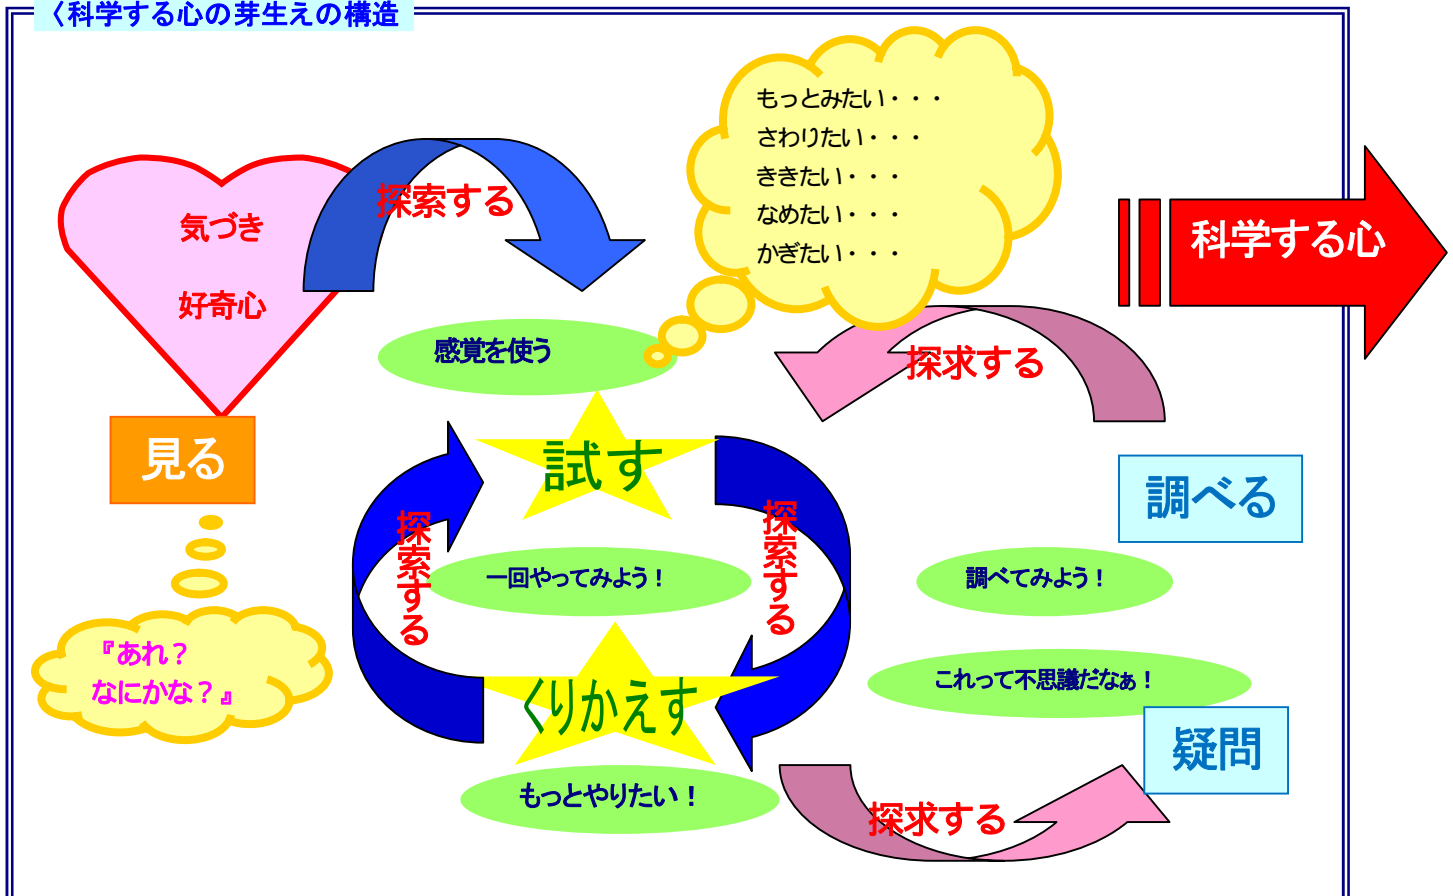 〈科学する心の芽生えの構造
もっとみたい・・・
さわりたい・・・
ききたい・・・
なめたい・・・
かぎたい・・・
探索する
気づき
好奇心
科学する心
感覚を使う
探求する
見る
試す
調べる
探索する
探索する
一回やってみよう！
調べてみよう！
『あれ？
なにかな？』
これって不思議だなぁ！
くりかえす
疑問
もっとやりたい！
探求する